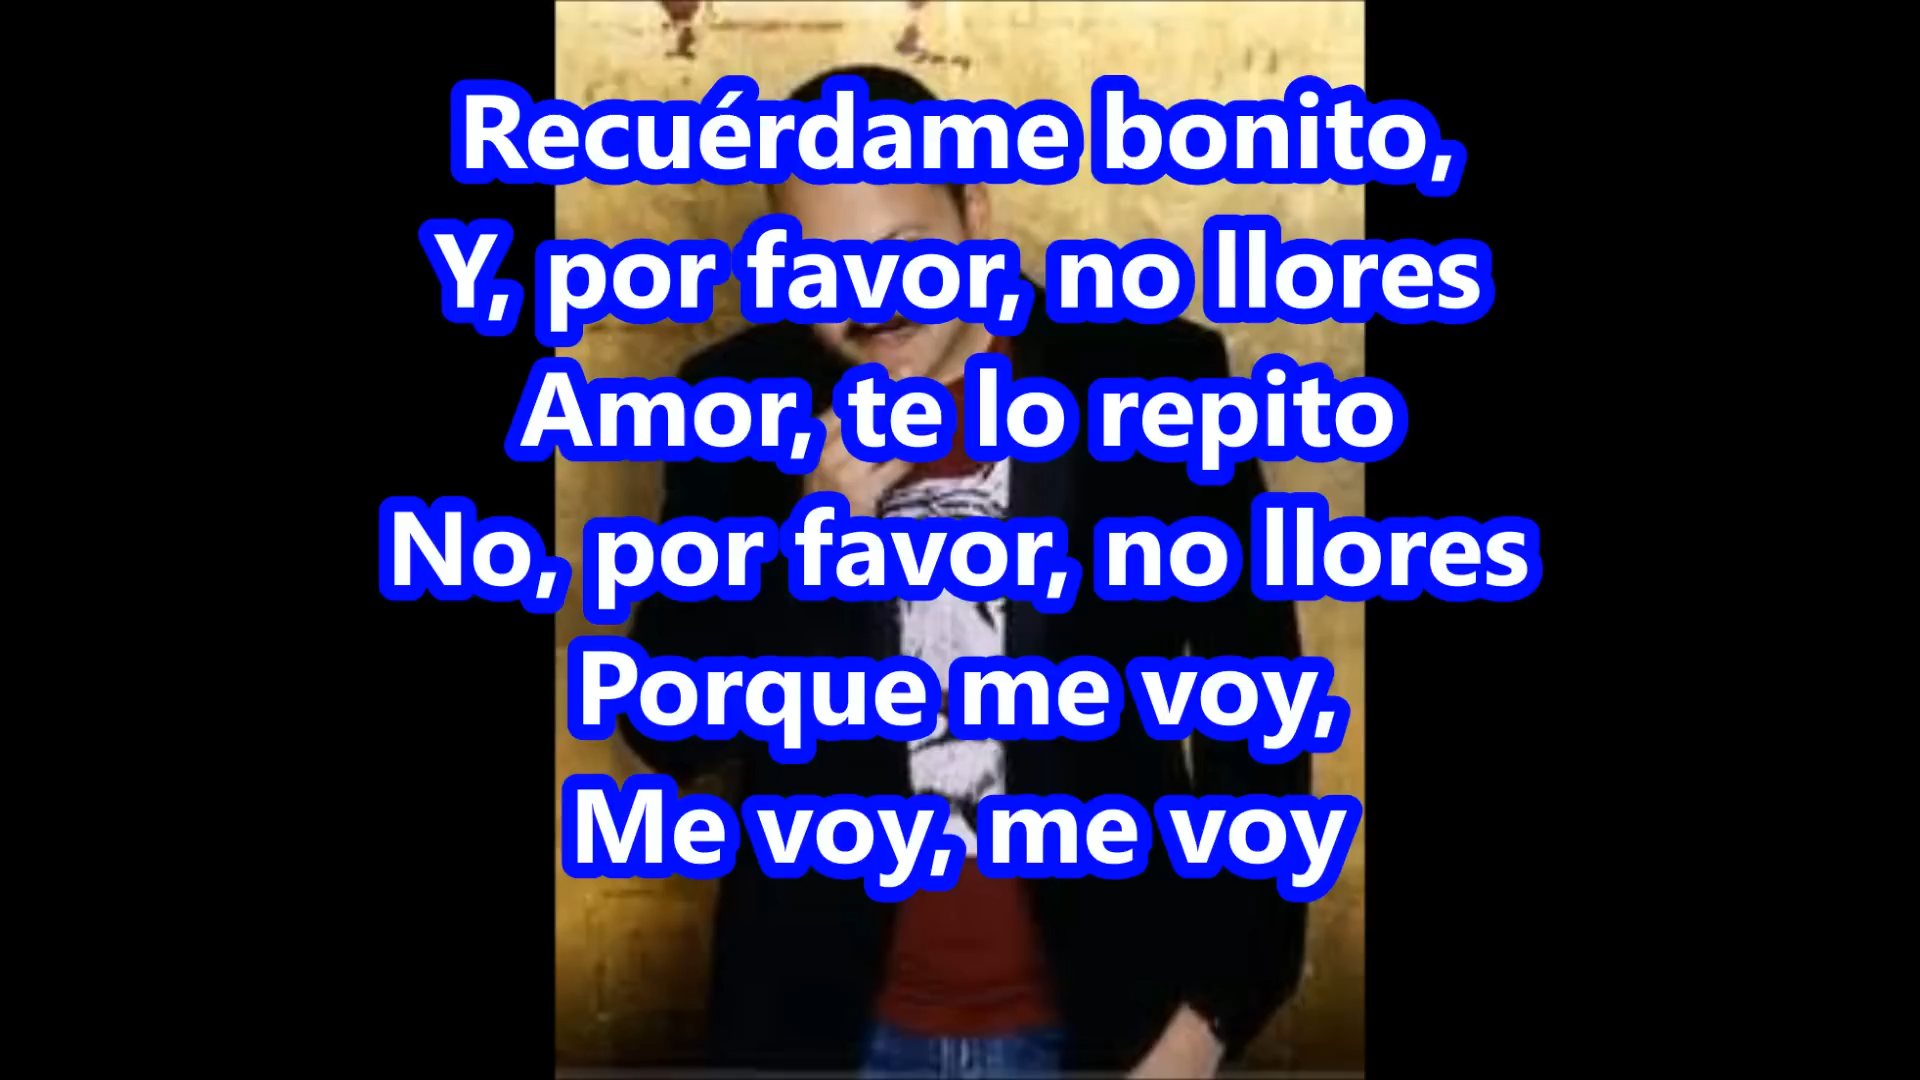 Recuérdame bonito,
Y, por favor, no llores
Amor, te lo repito
No, por favor, no llores
Porque me voy,
Me voy, me voy